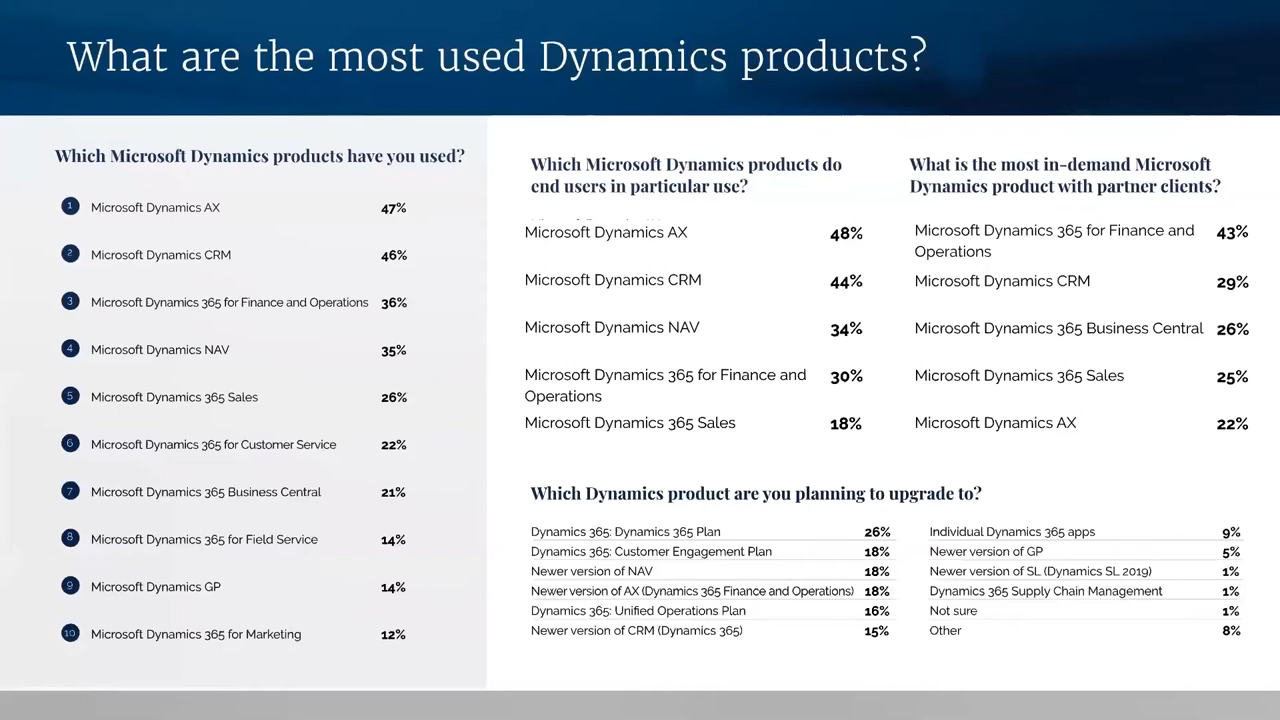 What are the most used Dynamics products?
Which Microsoft Dynamics products have you used?
1 Microsoft Dynamics AX 47%
2 Microsoft Dynamics CRM 46%
3 Microsoft Dynamics 365 for Finance and Operations 36%
4 Microsoft Dynamics NAV 35%
5 Microsoft Dynamics 365 Sales 26%
6 Microsoft Dynamics 365 for Customer Service 22%
7 Microsoft Dynamics 365 Business Central 21%
8 Microsoft Dynamics 365 for Field Service 14%
9 Microsoft Dynamics GP 14%
10 Microsoft Dynamics 365 for Marketing 12%
Which Microsoft Dynamics products do
end users in particular use?
Microsoft Dynamics AX 48%
Microsoft Dynamics CRM 44%
Microsoft Dynamics NAV 34%
Microsoft Dynamics 365 for Finance and 30%
Operations
Microsoft Dynamics 365 Sales 18%
What is the most in-demand Microsoft
Dynamics product with partner clients?
Microsoft Dynamics 365 for Finance and 43%
Operations
Microsoft Dynamics CRM 29%
Microsoft Dynamics 365 Business Central 26%
Microsoft Dynamics 365 Sales 25%
Microsoft Dynamics AX 22%
Which Dynamics product are you planning to upgrade to?
Dynamics 365: Dynamics 365 Plan 26%
Dynamics 365: Customer Engagement Plan 18%
Newer version of NAV 18%
Newer version of AX (Dynamics 365 Finance and Operations) 18%
Dynamics 365: Unified Operations Plan 16%
Newer version of CRM (Dynamics 365) 15%
Individual Dynamics 365 apps 9%
Newer version of GP 5%
Newer version of SL (Dynamics SL 2019) 1%
Dynamics 365 Supply Chain Management 1%
Not sure 1%
Other 8%